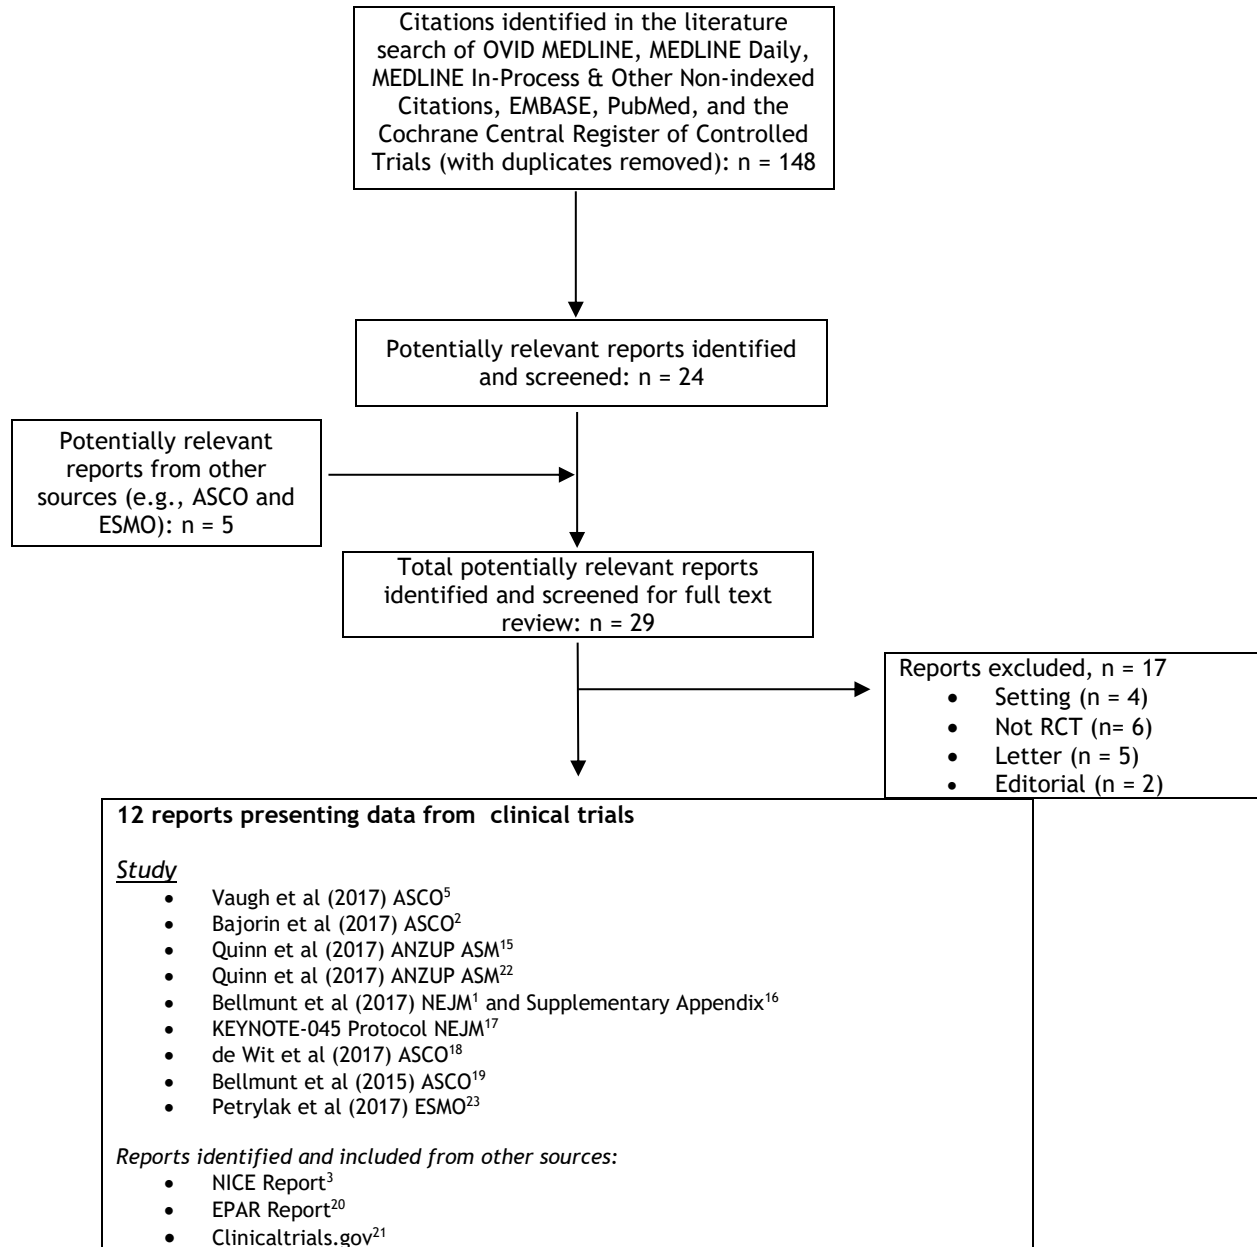 Citations identified in the literature
search of OVID MEDLINE, MEDLINE Daily,
MEDLINE In-Process & Other Non-indexed
Citations, EMBASE, PubMed, and the
Cochrane Central Register of Controlled
Trials (with duplicates removed): n = 148
Potentially relevant reports identified
and screened: n = 24
Potentially relevant
reports from other
sources (e.g., ASCO and
ESMO): n = 5
Total potentially relevant reports
identified and screened for full text
review: n = 29
Reports excluded, n = 17
• Setting (n = 4)
• Not RCT (n= 6)
• Letter (n = 5)
• Editorial (n = 2)
12 reports presenting data from  clinical trials
Study
• Vaugh et al (2017) ASCO⁵
• Bajorin et al (2017) ASCO²
• Quinn et al (2017) ANZUP ASM¹⁵
• Quinn et al (2017) ANZUP ASM²²
• Bellmunt et al (2017) NEJM¹ and Supplementary Appendix¹⁶
• KEYNOTE-045 Protocol NEJM¹⁷
• de Wit et al (2017) ASCO¹⁸
• Bellmunt et al (2015) ASCO¹⁹
• Petrylak et al (2017) ESMO²³
Reports identified and included from other sources:
• NICE Report³
• EPAR Report²⁰
• Clinicaltrials.gov²¹